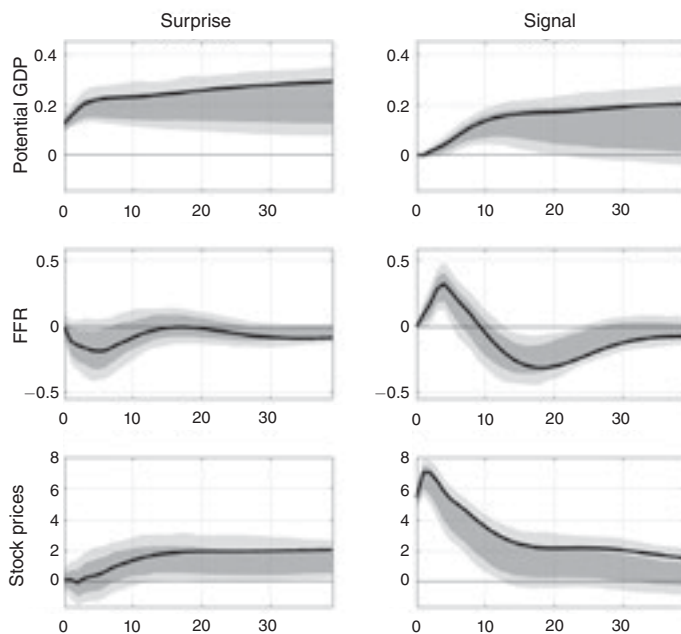 Surprise Signal
Potential GDP
0.4 0.4
0.2 0.2
0 0
0 10 20 30 0 10 20 30
FFR
0.5 0.5
0 0
−0.5 −0.5
0 10 20 30 0 10 20 30
Stock prices
8 8
6 6
4 4
2 2
0 0
0 10 20 30 0 10 20 30